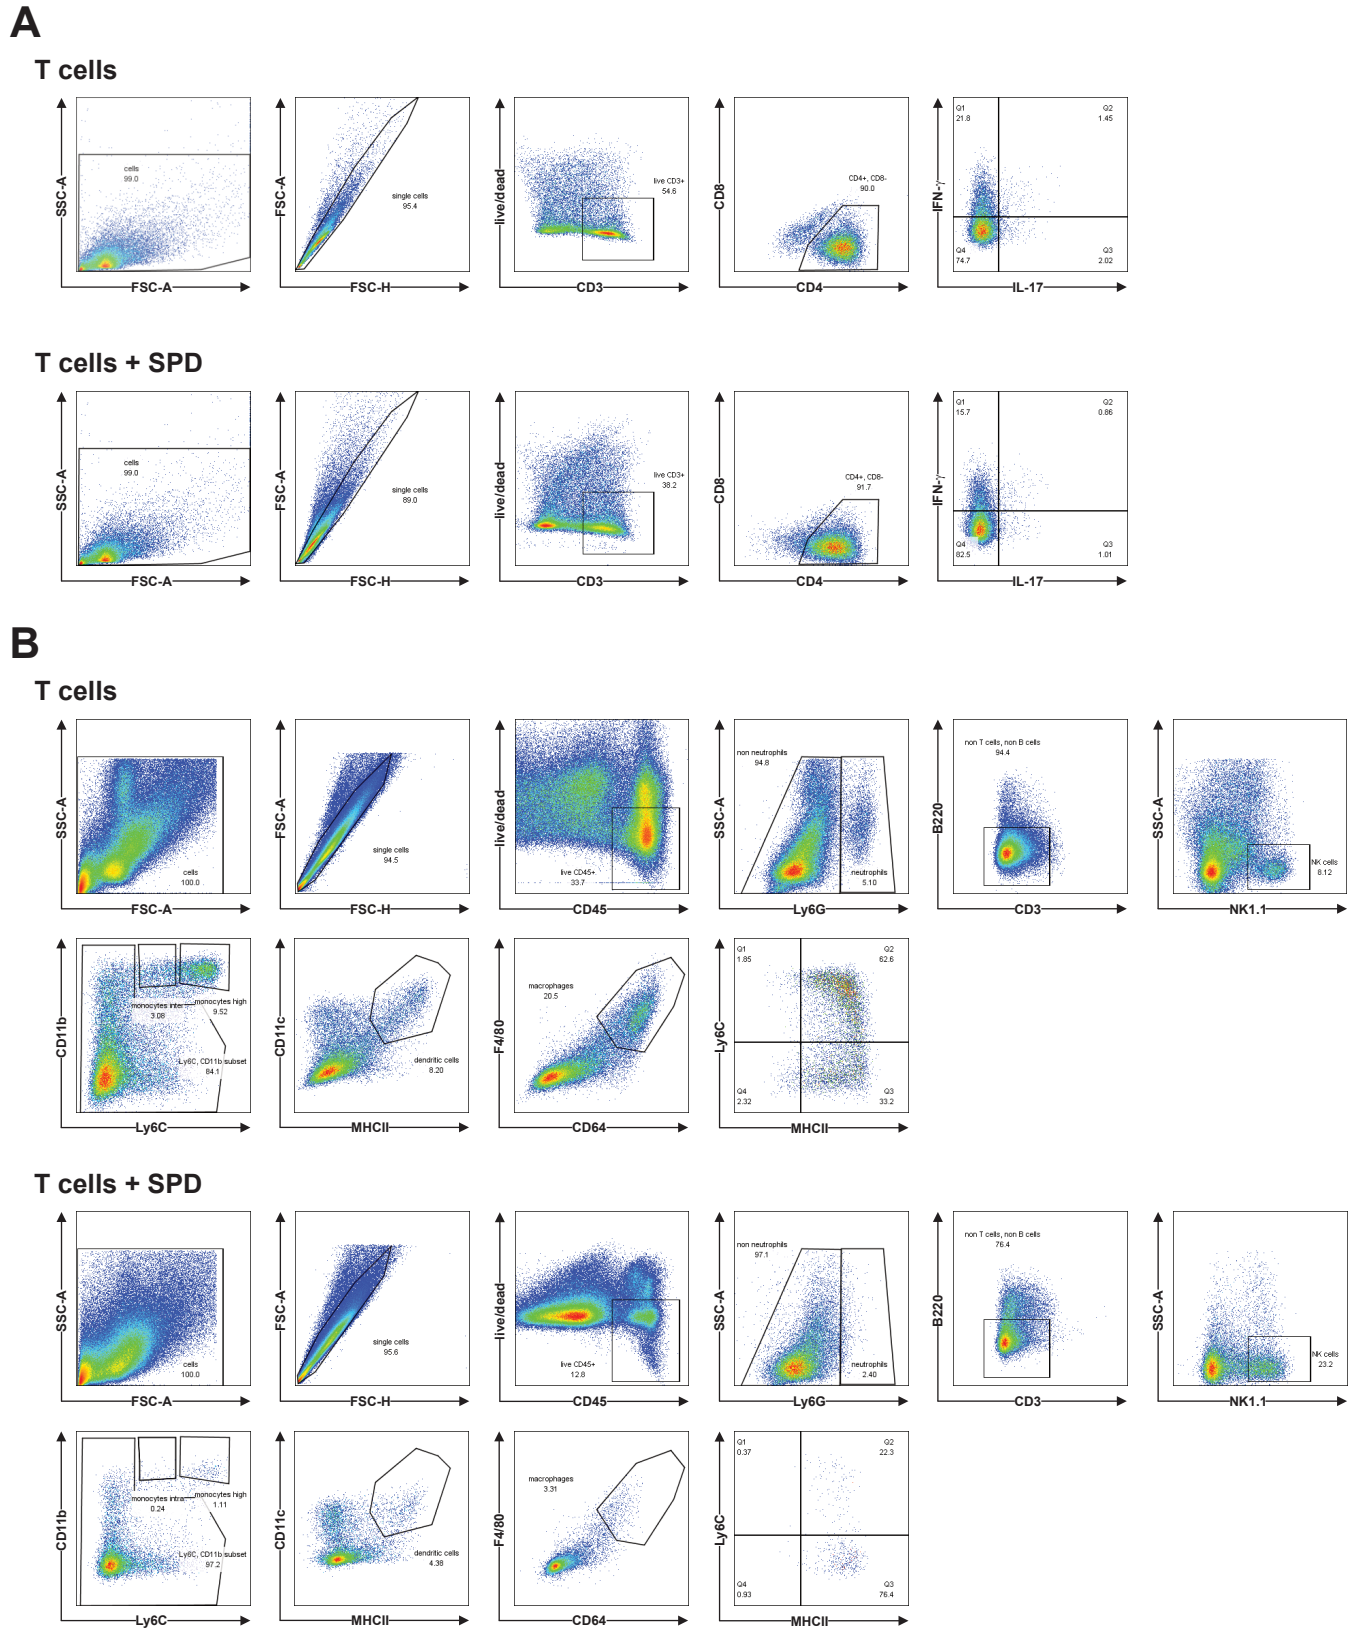 A
T cells
SSC-A
cells
99.0
FSC-A
FSC-A
single cells
95.4
FSC-H
live/dead
live CD3+
54.6
CD3
CD8
CD4+, CD8-
90.0
CD4
IFN-γ
Q1
21.8
Q2
1.45
Q4
74.7
Q3
2.02
IL-17
T cells + SPD
SSC-A
cells
99.0
FSC-A
FSC-A
single cells
89.0
FSC-H
live/dead
live CD3+
38.2
CD3
CD8
CD4+, CD8-
91.7
CD4
IFN-γ
Q1
15.7
Q2
0.86
Q4
82.5
Q3
1.01
IL-17
B
T cells
SSC-A
cells
100.0
FSC-A
FSC-A
single cells
94.5
FSC-H
live/dead
live CD45+
33.7
CD45
SSC-A
non neutrophils
94.8
neutrophils
5.10
Ly6G
B220
non T cells, non B cells
94.4
CD3
SSC-A
NK cells
8.12
NK1.1
CD11b
monocytes inter
3.08
monocytes high
9.52
Ly6C, CD11b subset
84.1
Ly6C
CD11c
dendritic cells
8.20
MHCII
F4/80
macrophages
20.5
CD64
Ly6C
Q1
1.85
Q2
62.6
Q4
2.32
Q3
33.2
MHCII
T cells + SPD
SSC-A
cells
100.0
FSC-A
FSC-A
single cells
95.6
FSC-H
live/dead
live CD45+
12.8
CD45
SSC-A
non neutrophils
97.1
neutrophils
2.40
Ly6G
B220
non T cells, non B cells
76.4
CD3
SSC-A
NK cells
23.2
NK1.1
CD11b
monocytes intra
0.24
monocytes high
1.11
Ly6C, CD11b subset
97.2
Ly6C
CD11c
dendritic cells
4.38
MHCII
F4/80
macrophages
3.31
CD64
Ly6C
Q1
0.37
Q2
22.3
Q4
0.93
Q3
76.4
MHCII